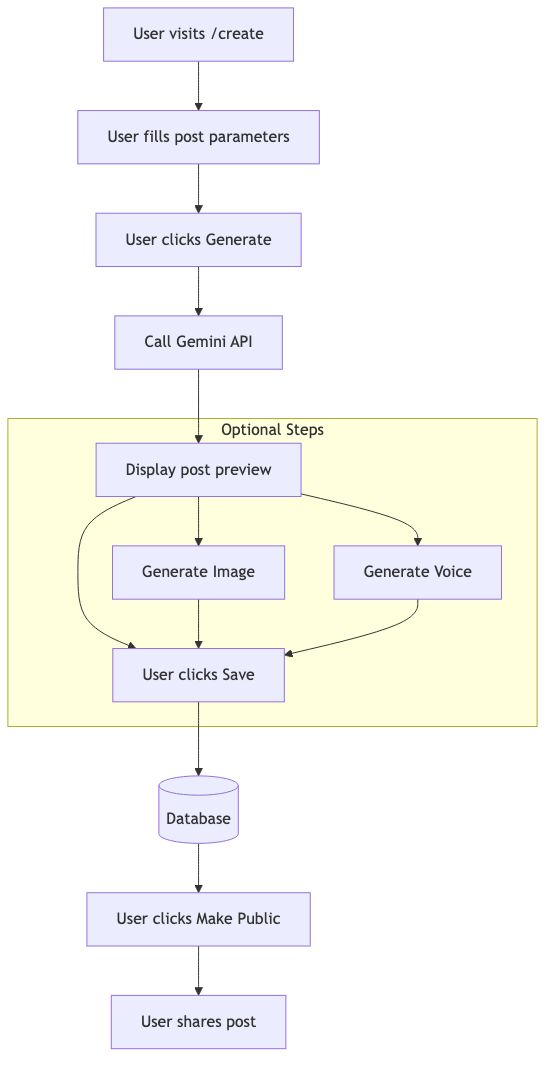 User visits /create
User fills post parameters
User clicks Generate
Call Gemini API
Optional Steps
Display post preview
Generate Image
Generate Voice
User clicks Save
Database
User clicks Make Public
User shares post